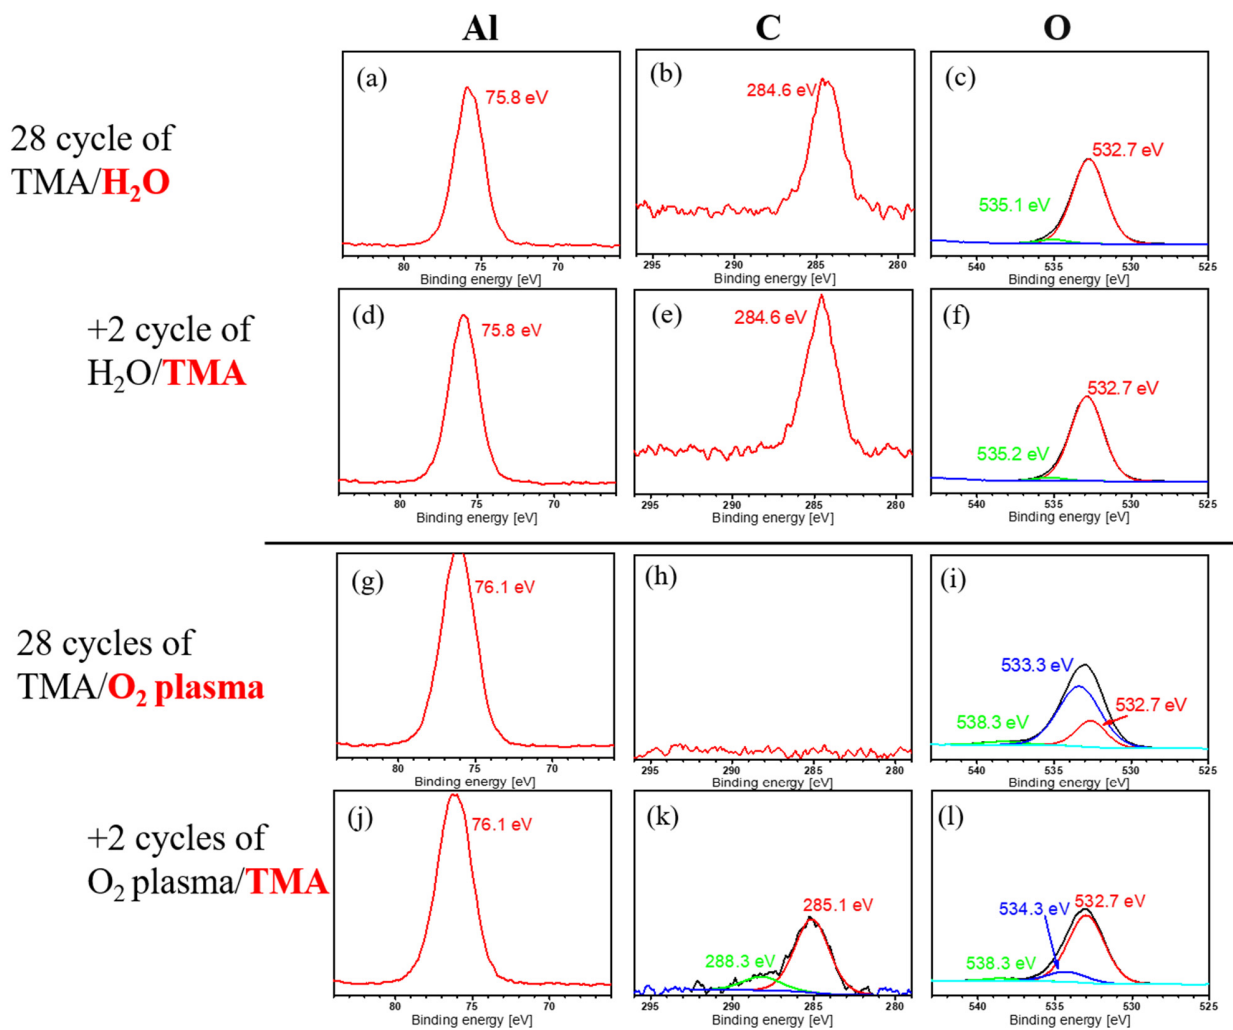 Al C O
28 cycle of
TMA/H₂O
(a) 75.8 eV
80 75 70
Binding energy [eV]
(b) 284.6 eV
295 290 285 280
Binding energy [eV]
(c) 532.7 eV
535.1 eV
540 535 530 525
Binding energy [eV]
+2 cycle of
H₂O/TMA
(d) 75.8 eV
80 75 70
Binding energy [eV]
(e) 284.6 eV
295 290 285 280
Binding energy [eV]
(f) 532.7 eV
535.2 eV
540 535 530 525
Binding energy [eV]
28 cycles of
TMA/O₂ plasma
(g) 76.1 eV
80 75 70
Binding energy [eV]
(h)
295 290 285 280
Binding energy [eV]
(i)
533.3 eV
538.3 eV 532.7 eV
540 535 530 525
Binding energy [eV]
+2 cycles of
O₂ plasma/TMA
(j) 76.1 eV
80 75 70
Binding energy [eV]
(k)
285.1 eV
288.3 eV
295 290 285 280
Binding energy [eV]
(l)
534.3 eV 532.7 eV
538.3 eV
540 535 530 525
Binding energy [eV]